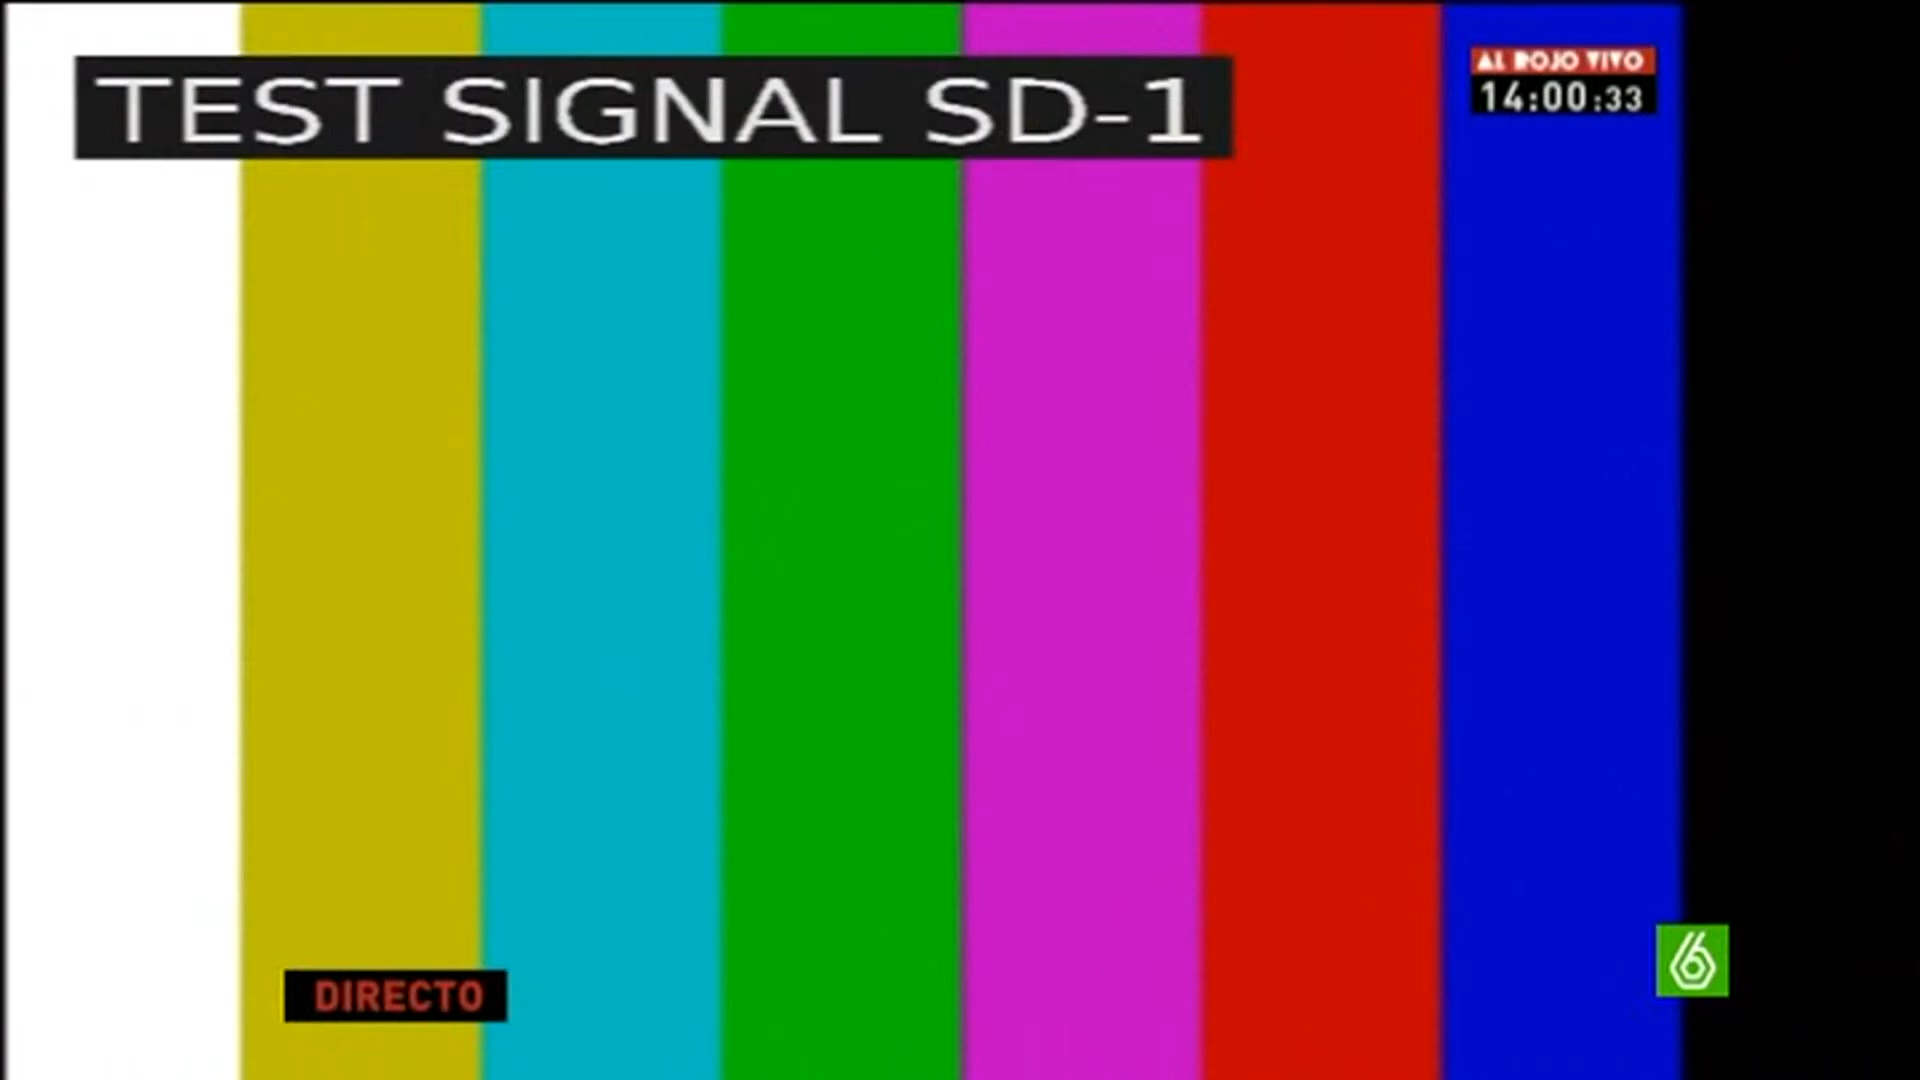 TEST SIGNAL SD-1
AL ROJO VIVO
14:00:33
DIRECTO
6